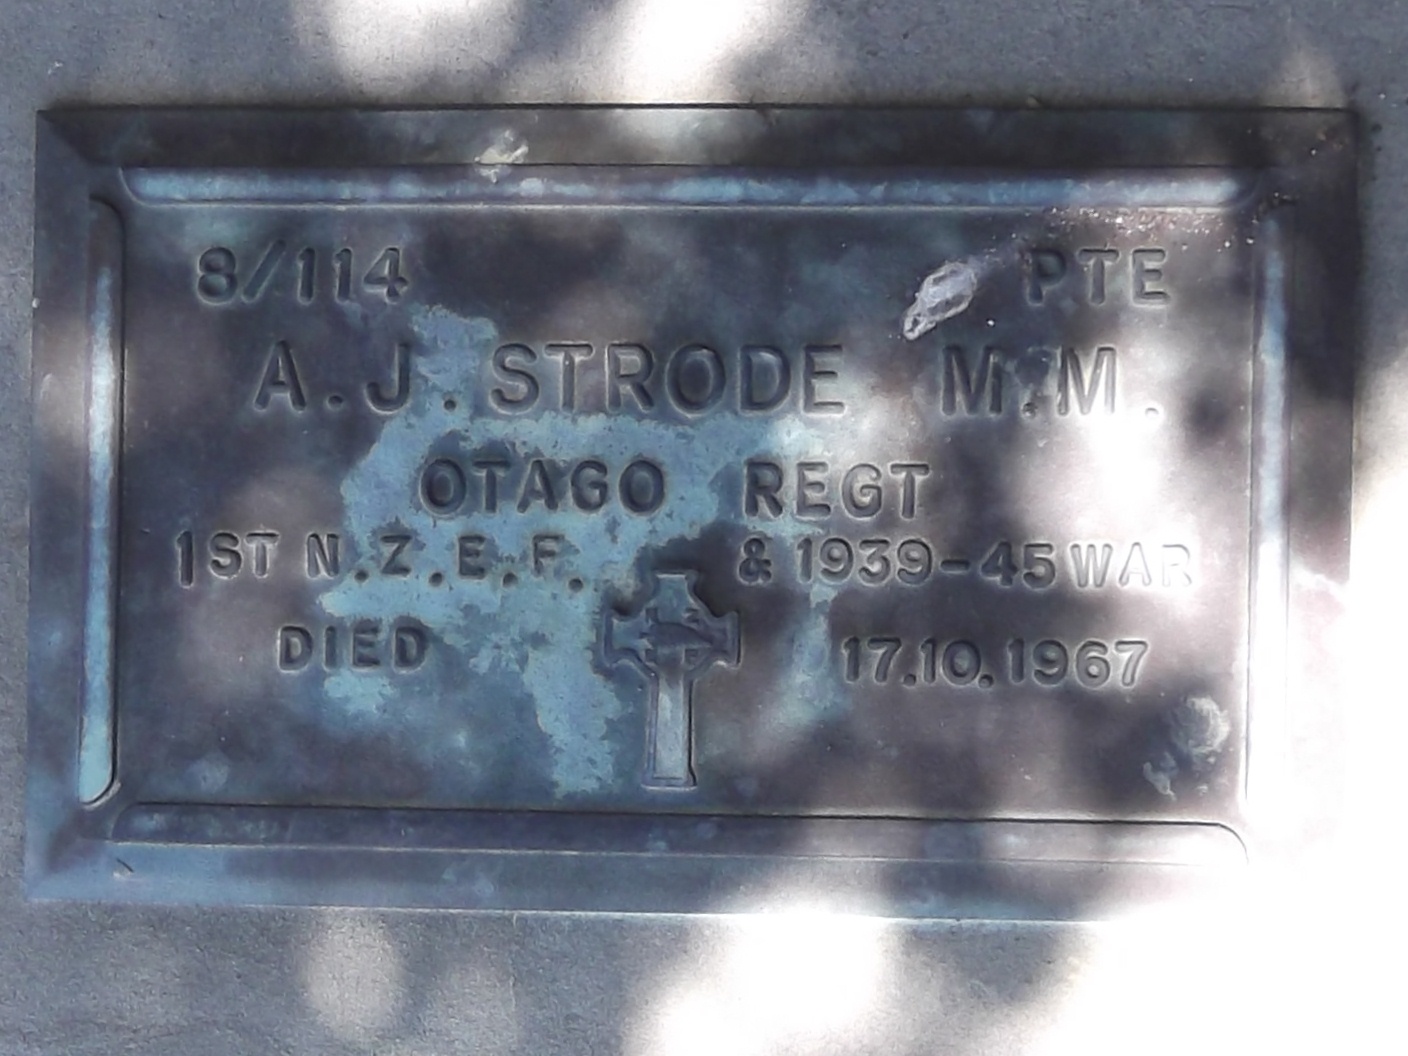 8/114 PTE
A.J. STRODE M.M.
OTAGO REGT
1ST N.Z.E.F. & 1939-45 WAR
DIED 17.10.1967